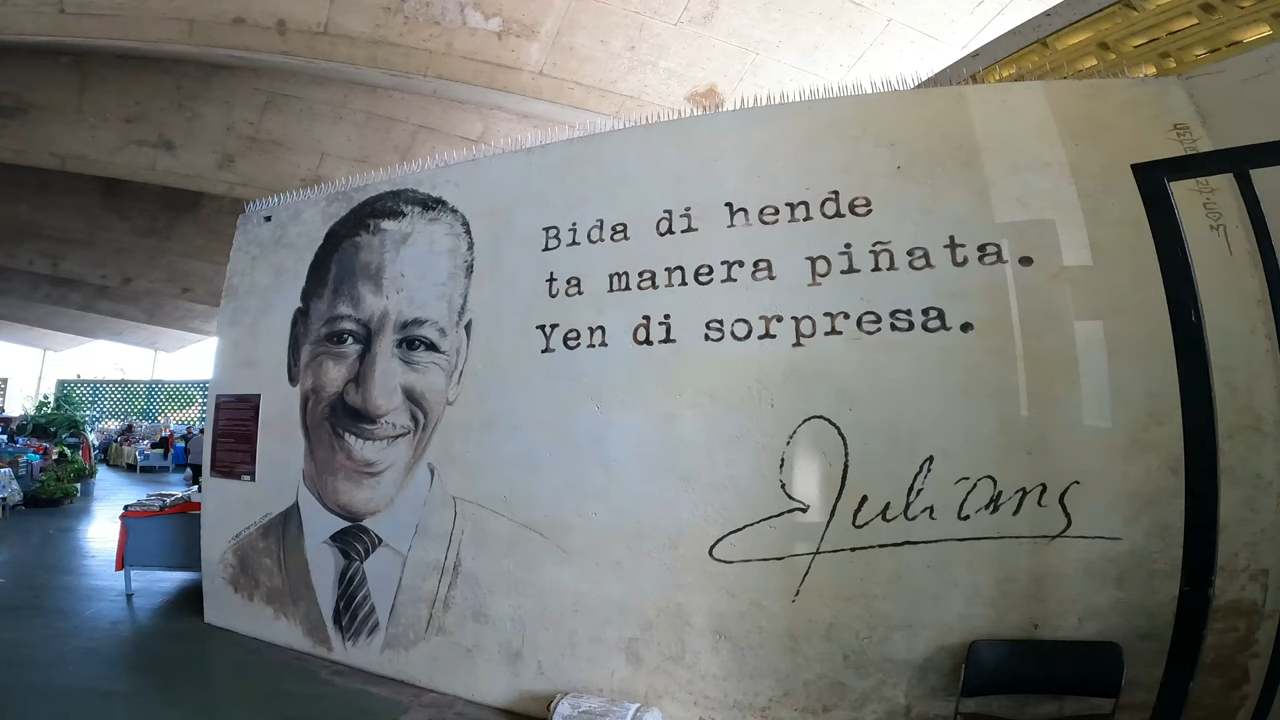 Bida di hende
ta manera piñata.
Yen di sorpresa.
Julians